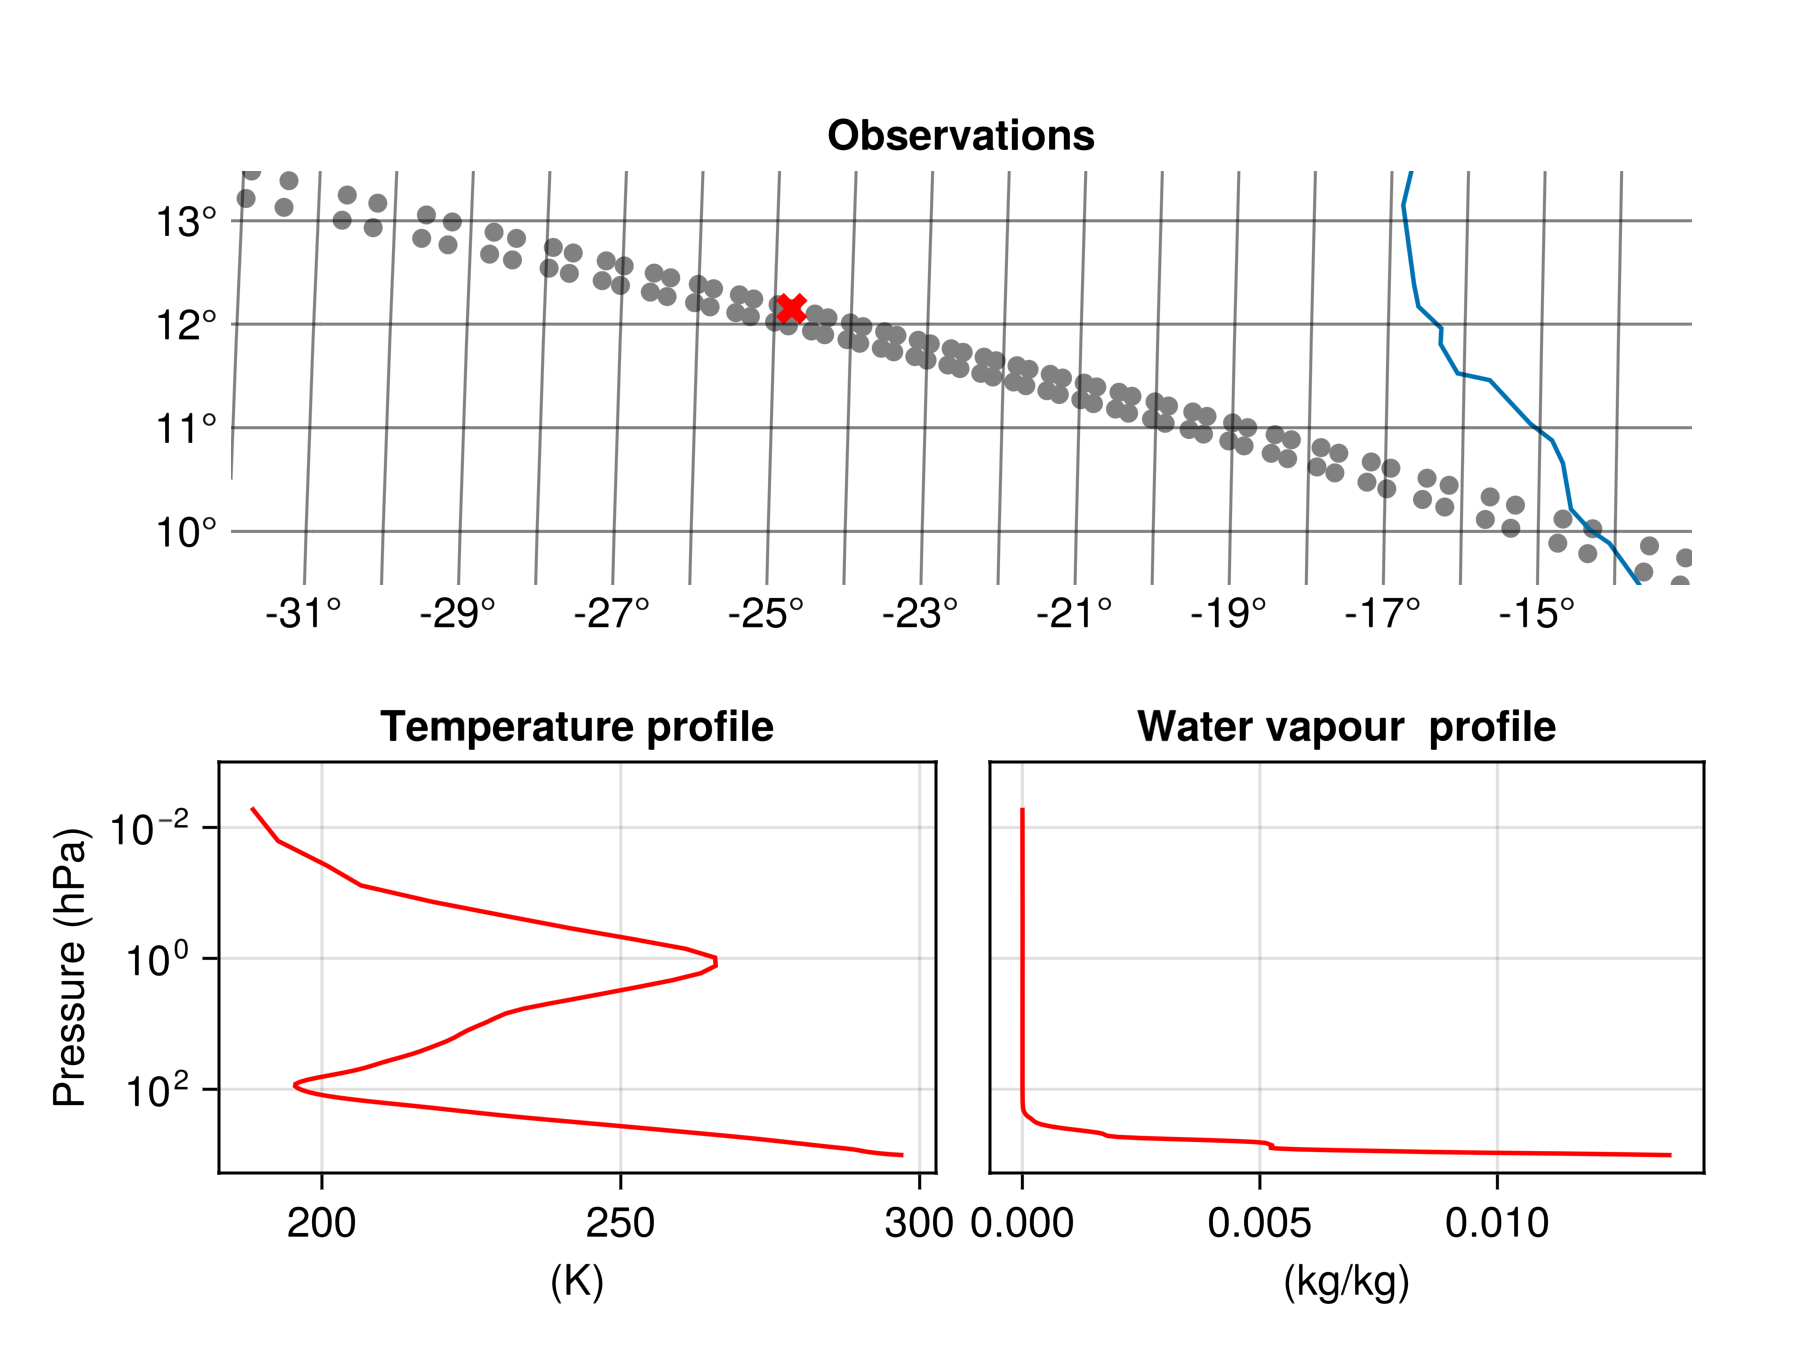 Observations
13°
12°
11°
10°
-31° -29° -27° -25° -23° -21° -19° -17° -15°
Temperature profile
Pressure (hPa)
10⁻²
10⁰
10²
200 250 300
(K)
Water vapour  profile
0.000 0.005 0.010
(kg/kg)